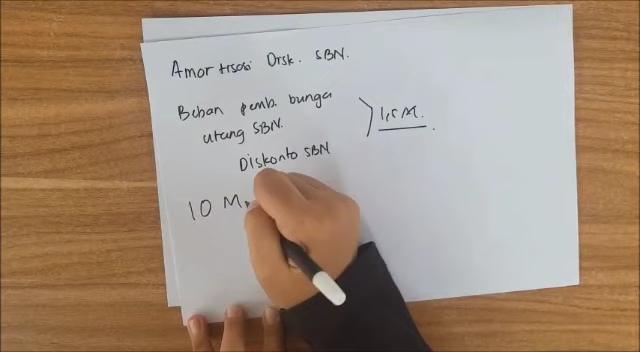 Amortisasi Disk. SBN.
Beban pemb. bunga
utang SBN.
1,5 M.
Diskonto SBN
10 M